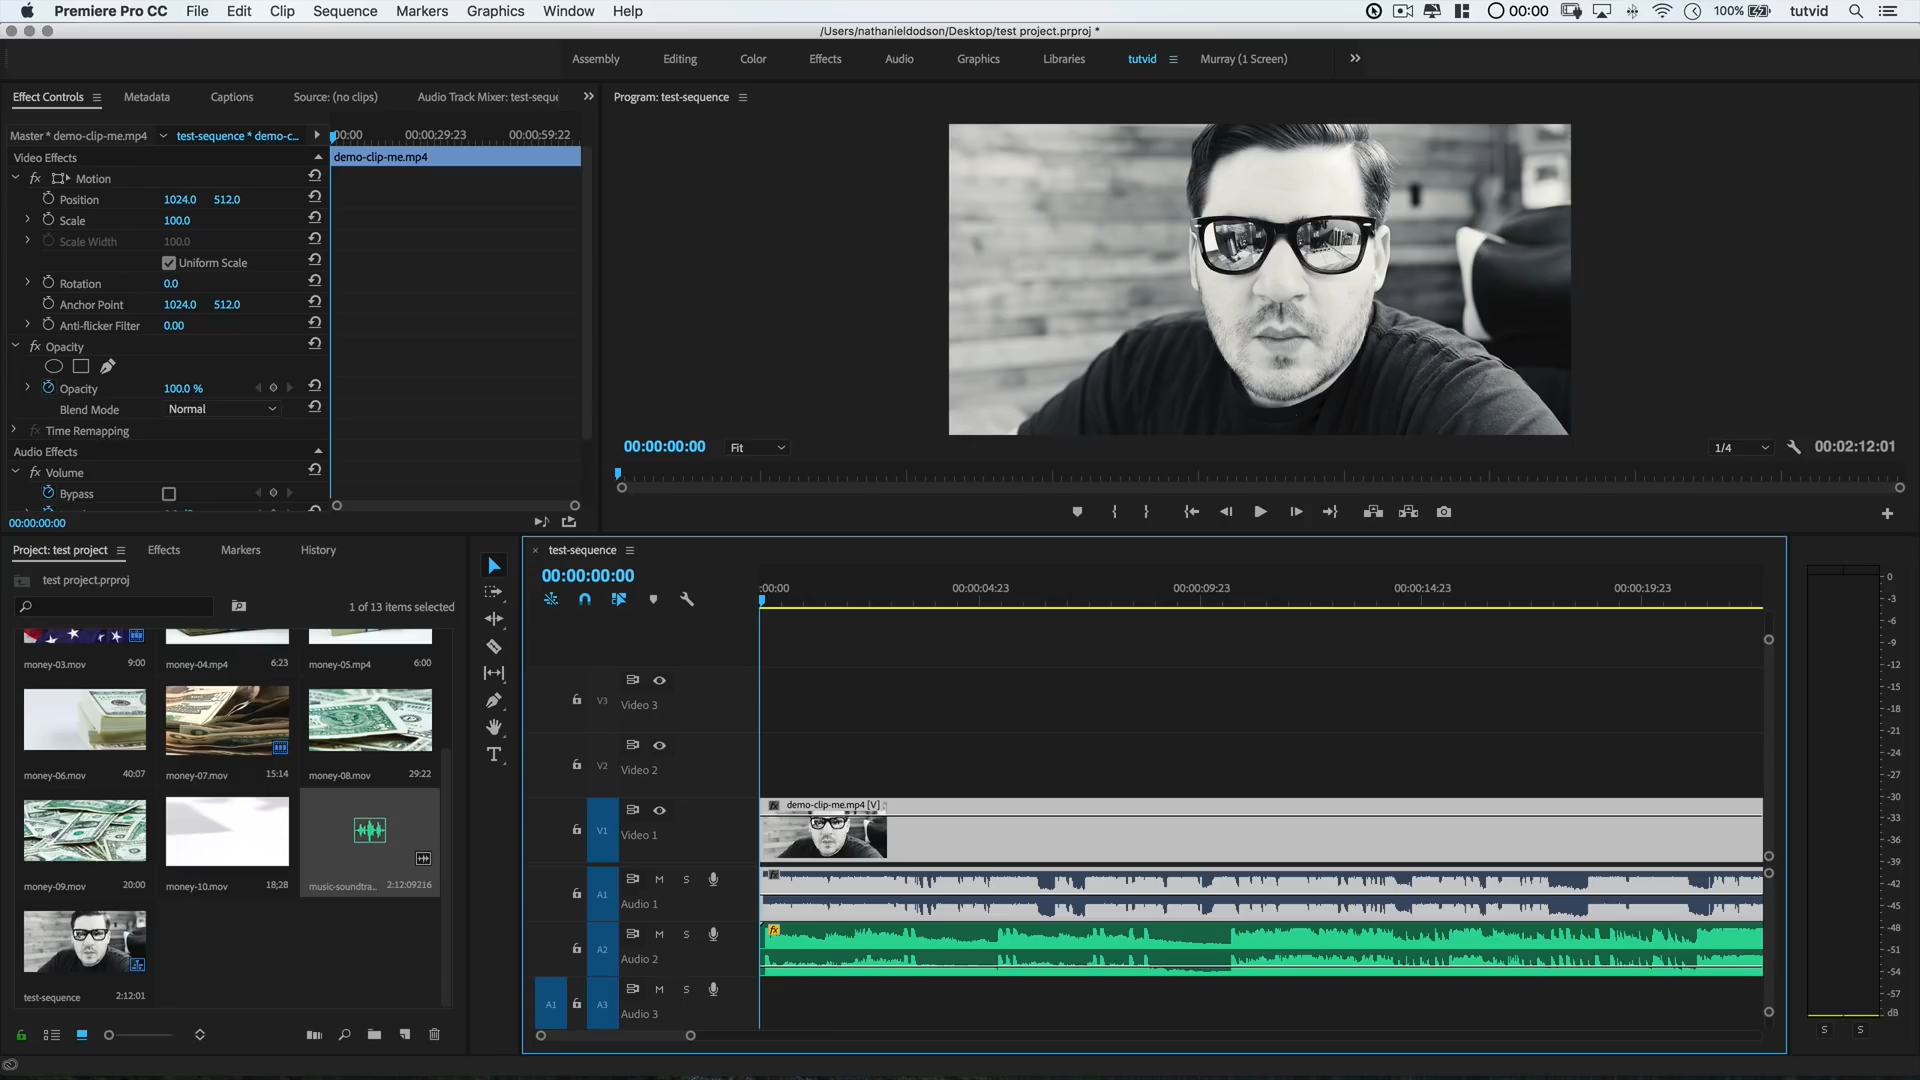 Premiere Pro CC File Edit Clip Sequence Markers Graphics Window Help 00:00 100% tutvid
/Users/nathanieldodson/Desktop/test project.prproj *
Assembly Editing Color Effects Audio Graphics Libraries tutvid Murray (1 Screen)
Effect Controls Metadata Captions Source: (no clips) Audio Track Mixer: test-seque
Program: test-sequence
Master * demo-clip-me.mp4 test-sequence * demo-c... :00:00 00:00:29:23 00:00:59:22
Video Effects demo-clip-me.mp4
fx Motion
Position 1024.0 512.0
Scale 100.0
Scale Width 100.0
Uniform Scale
Rotation 0.0
Anchor Point 1024.0 512.0
Anti-flicker Filter 0.00
fx Opacity
Opacity 100.0 %
Blend Mode Normal
fx Time Remapping
Audio Effects
fx Volume
Bypass
00:00:00:00
00:00:00:00 Fit 1/4 00:02:12:01
Project: test project Effects Markers History
test project.prproj
1 of 13 items selected
money-03.mov 9:00 money-04.mp4 6:23 money-05.mp4 6:00
money-06.mov 40:07 money-07.mov 15:14 money-08.mov 29:22
money-09.mov 20:00 money-10.mov 18;28 music-soundtra... 2:12:09216
test-sequence 2:12:01
T
test-sequence
00:00:00:00
:00:00 00:00:04:23 00:00:09:23 00:00:14:23 00:00:19:23
V3 Video 3
V2 Video 2
V1 Video 1 fx demo-clip-me.mp4 [V]
A1 Audio 1 M S fx
A2 Audio 2 M S fx
A1 A3 Audio 3 M S
0
-3
-6
-9
-12
-15
-18
-21
-24
-27
-30
-33
-36
-39
-42
-45
-48
-51
-54
-57
dB
S S